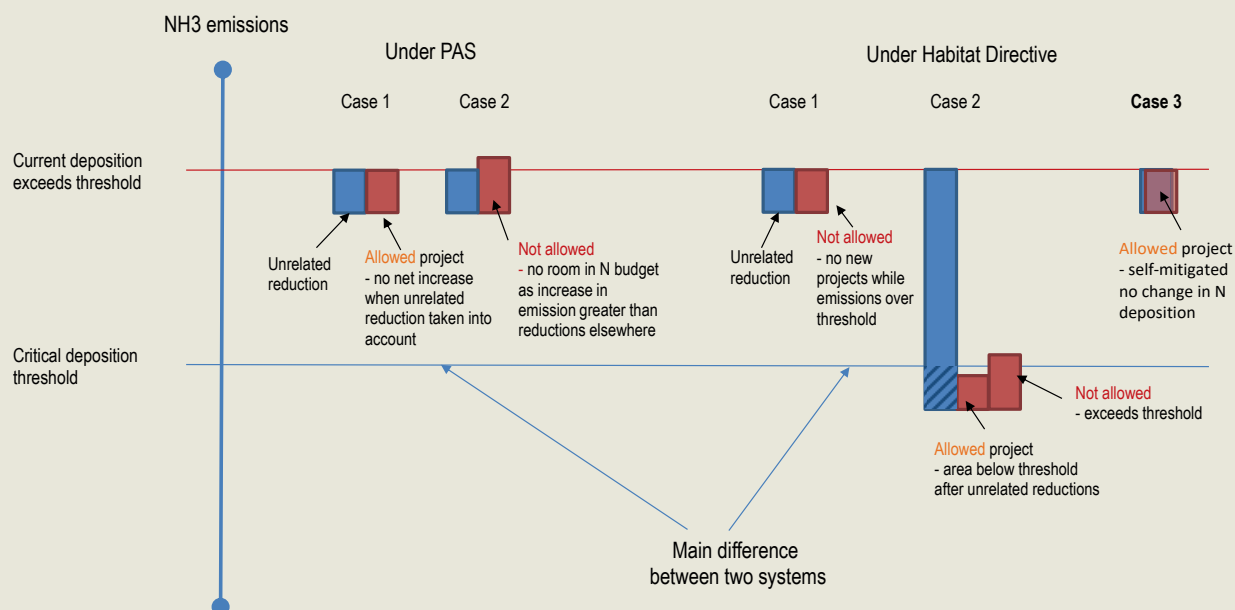 NH3 emissions
Under PAS
Under Habitat Directive
Case 1
Case 2
Case 1
Case 2
Case 3
Current deposition
exceeds threshold
Unrelated
reduction
Allowed project
- no net increase
when unrelated
reduction taken into
account
Not allowed
- no room in N budget
as increase in
emission greater than
reductions elsewhere
Unrelated
reduction
Not allowed
- no new
projects while
emissions over
threshold
Allowed project
- self-mitigated
no change in N
deposition
Critical deposition
threshold
Not allowed
- exceeds threshold
Allowed project
- area below threshold
after unrelated reductions
Main difference
between two systems